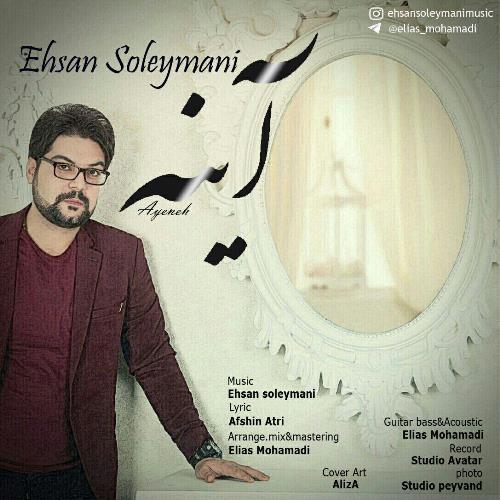 ehsansoleymanimusic
@elias_mohamadi
Ehsan Soleymani
آینه
Ayeneh
Music
Ehsan soleymani
Lyric
Afshin Atri
Arrange.mix&mastering
Elias Mohamadi
Guitar bass&Acoustic
Elias Mohamadi
Record
Studio Avatar
photo
Studio peyvand
Cover Art
AlizA